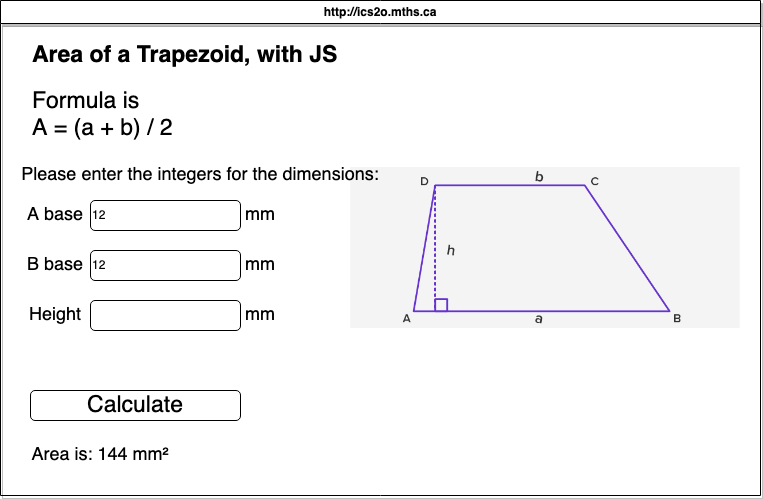 http://ics2o.mths.ca
Area of a Trapezoid, with JS
Formula is
A = (a + b) / 2
Please enter the integers for the dimensions:
A base 12 mm
B base 12 mm
Height mm
D b C
h
A a B
Calculate
Area is: 144 mm²